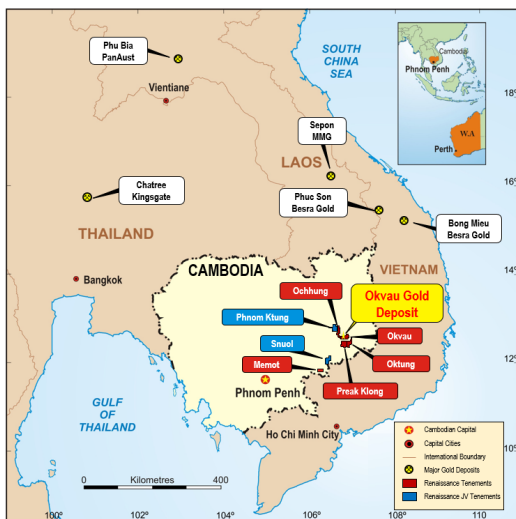 Phu Bia
PanAust
SOUTH
CHINA
SEA
Cambodia
Phnom Penh
W.A
Perth
Vientiane
18°
Sepon
MMG
LAOS
Chatree
Kingsgate
16°
Phuc Son
Besra Gold
Bong Mieu
Besra Gold
THAILAND
VIETNAM
14°
CAMBODIA
Bangkok
Ochhung
Okvau Gold
Deposit
Phnom Ktung
Okvau
Snuol
12°
Memot
Oktung
Phnom Penh
Preak Klong
GULF
OF
THAILAND
Ho Chi Minh City
10°
0
Kilometres
400
Cambodian Capital
Capital Cities
International Boundary
Major Gold Deposits
Renaissance Tenements
Renaissance JV Tenements
100°
102
104
106°
108
110